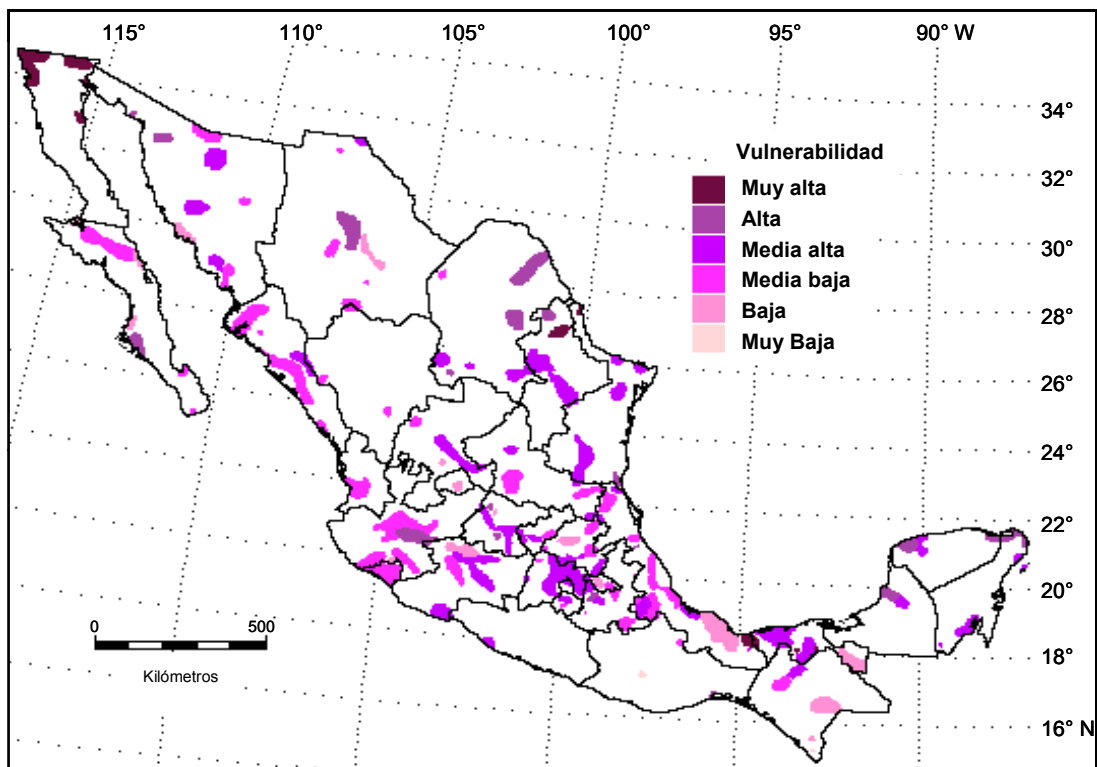 115° 110° 105° 100° 95° 90° W
34°
Vulnerabilidad
32°
Muy alta
Alta
30°
Media alta
Media baja
28°
Baja
Muy Baja
26°
24°
22°
20°
0 500
18°
Kilómetros
16° N